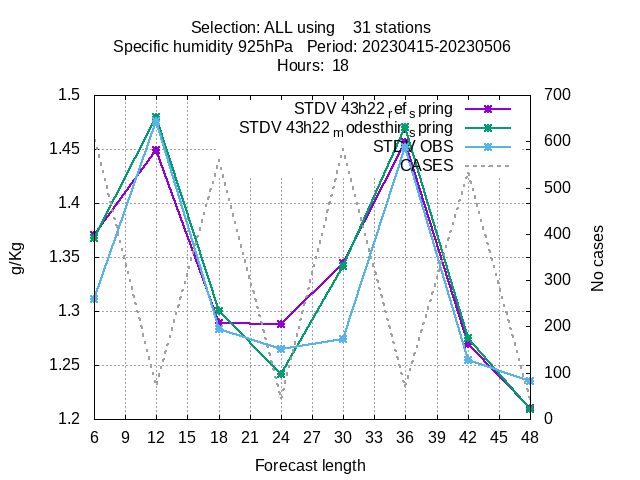 Selection: ALL using    31 stations
Specific humidity 925hPa   Period: 20230415-20230506
Hours:  18
STDV 43h22_ref_spring
STDV 43h22_modesthin_spring
STDV OBS
CASES
1.5
1.45
1.4
1.35
1.3
1.25
1.2
g/Kg
700
600
500
400
300
200
100
0
No cases
6 9 12 15 18 21 24 27 30 33 36 39 42 45 48
Forecast length